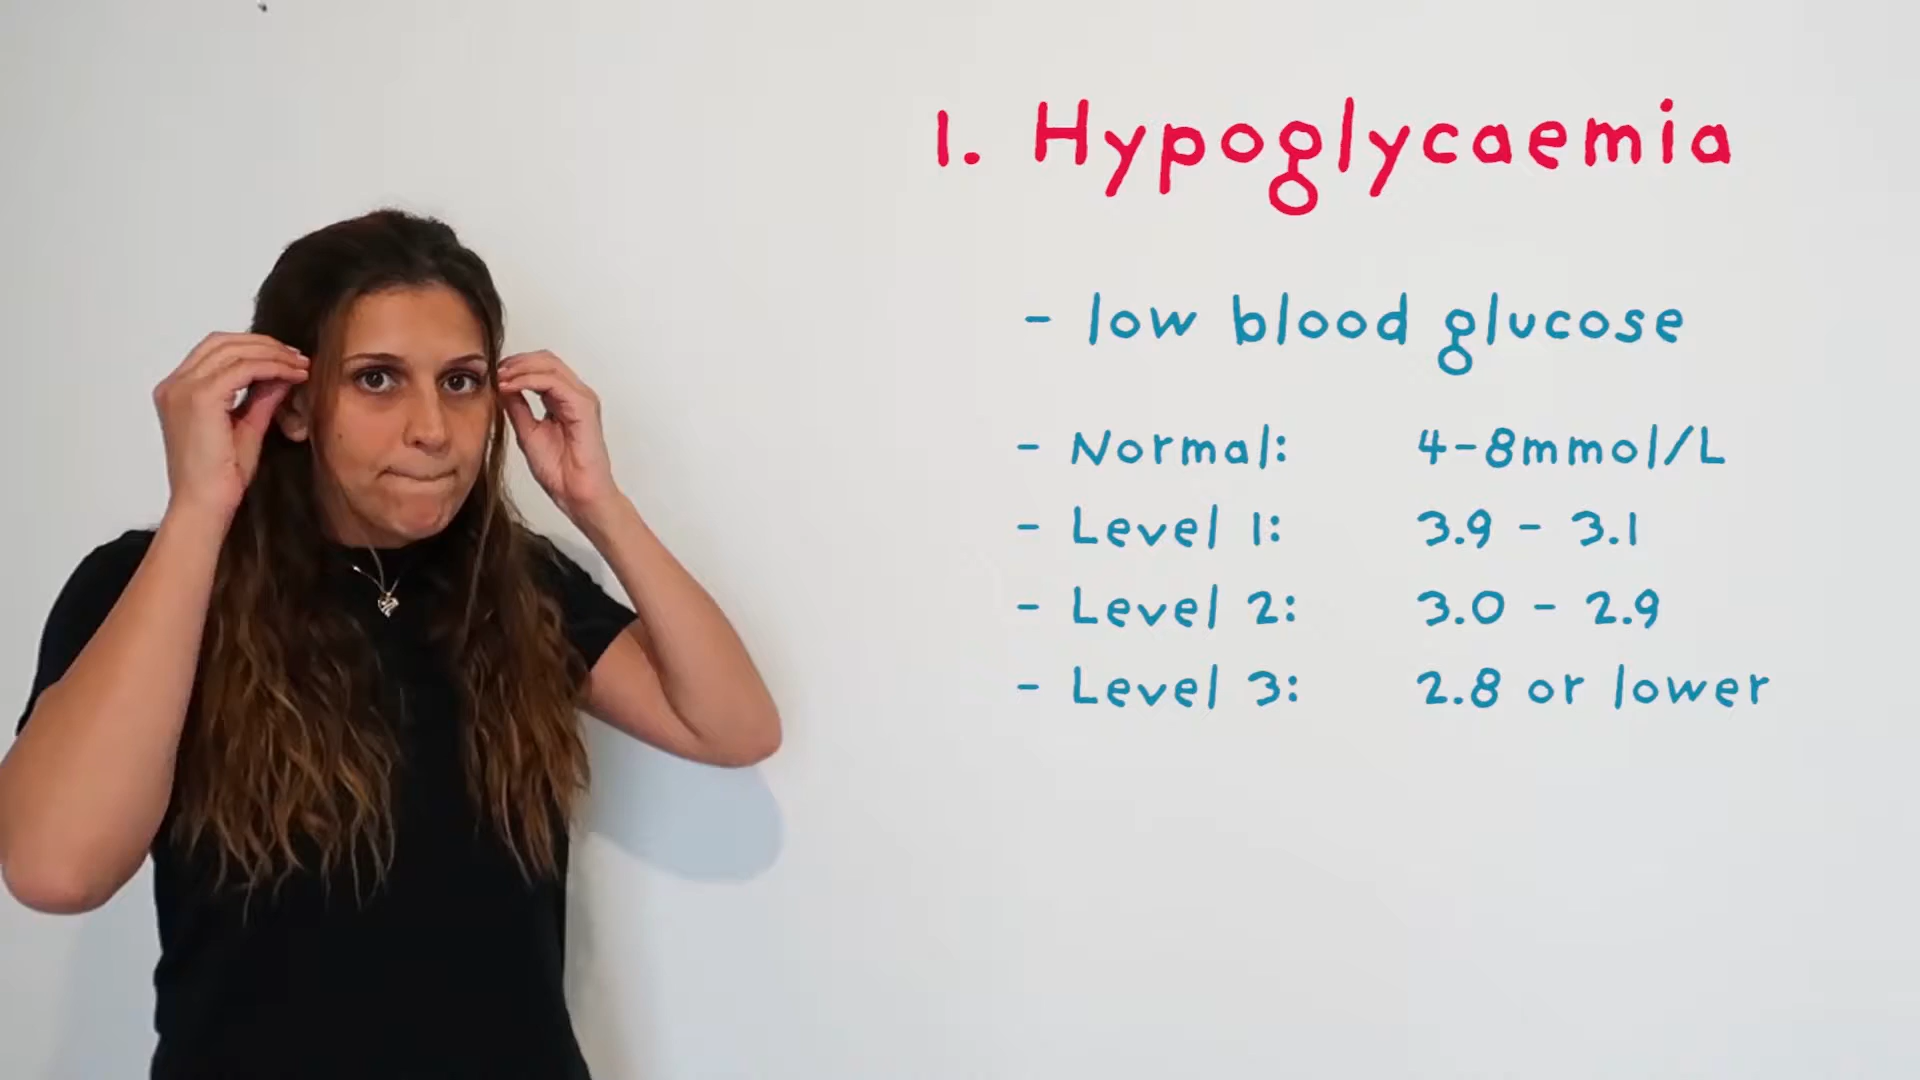 1. Hypoglycaemia
- low blood glucose
- Normal: 4-8mmol/L
- Level 1: 3.9 - 3.1
- Level 2: 3.0 - 2.9
- Level 3: 2.8 or lower